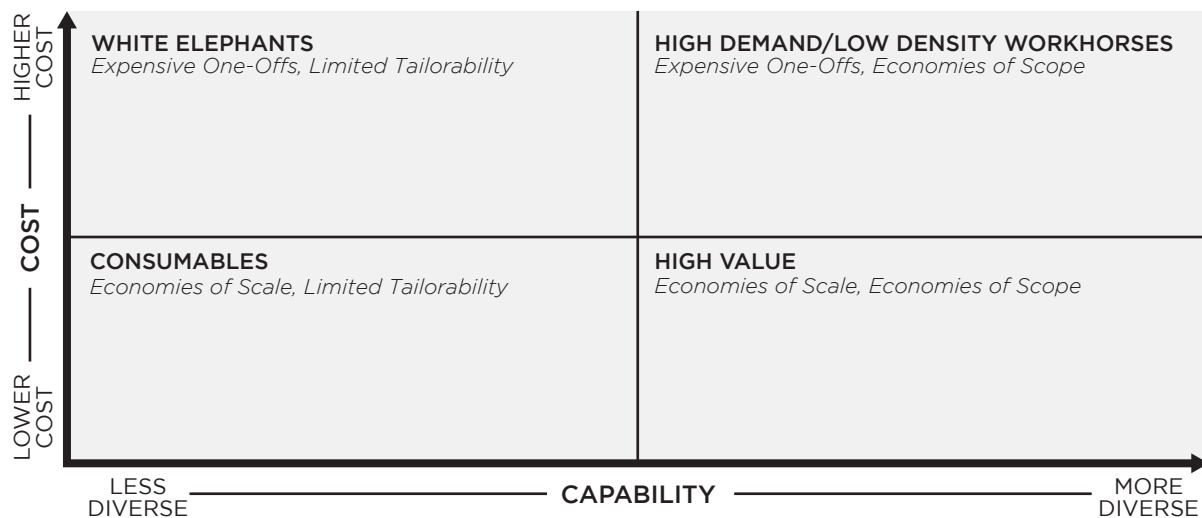 HIGHER
COST
WHITE ELEPHANTS
Expensive One-Offs, Limited Tailorability
HIGH DEMAND/LOW DENSITY WORKHORSES
Expensive One-Offs, Economies of Scope
COST
CONSUMABLES
Economies of Scale, Limited Tailorability
HIGH VALUE
Economies of Scale, Economies of Scope
LOWER
COST
LESS
DIVERSE
CAPABILITY
MORE
DIVERSE